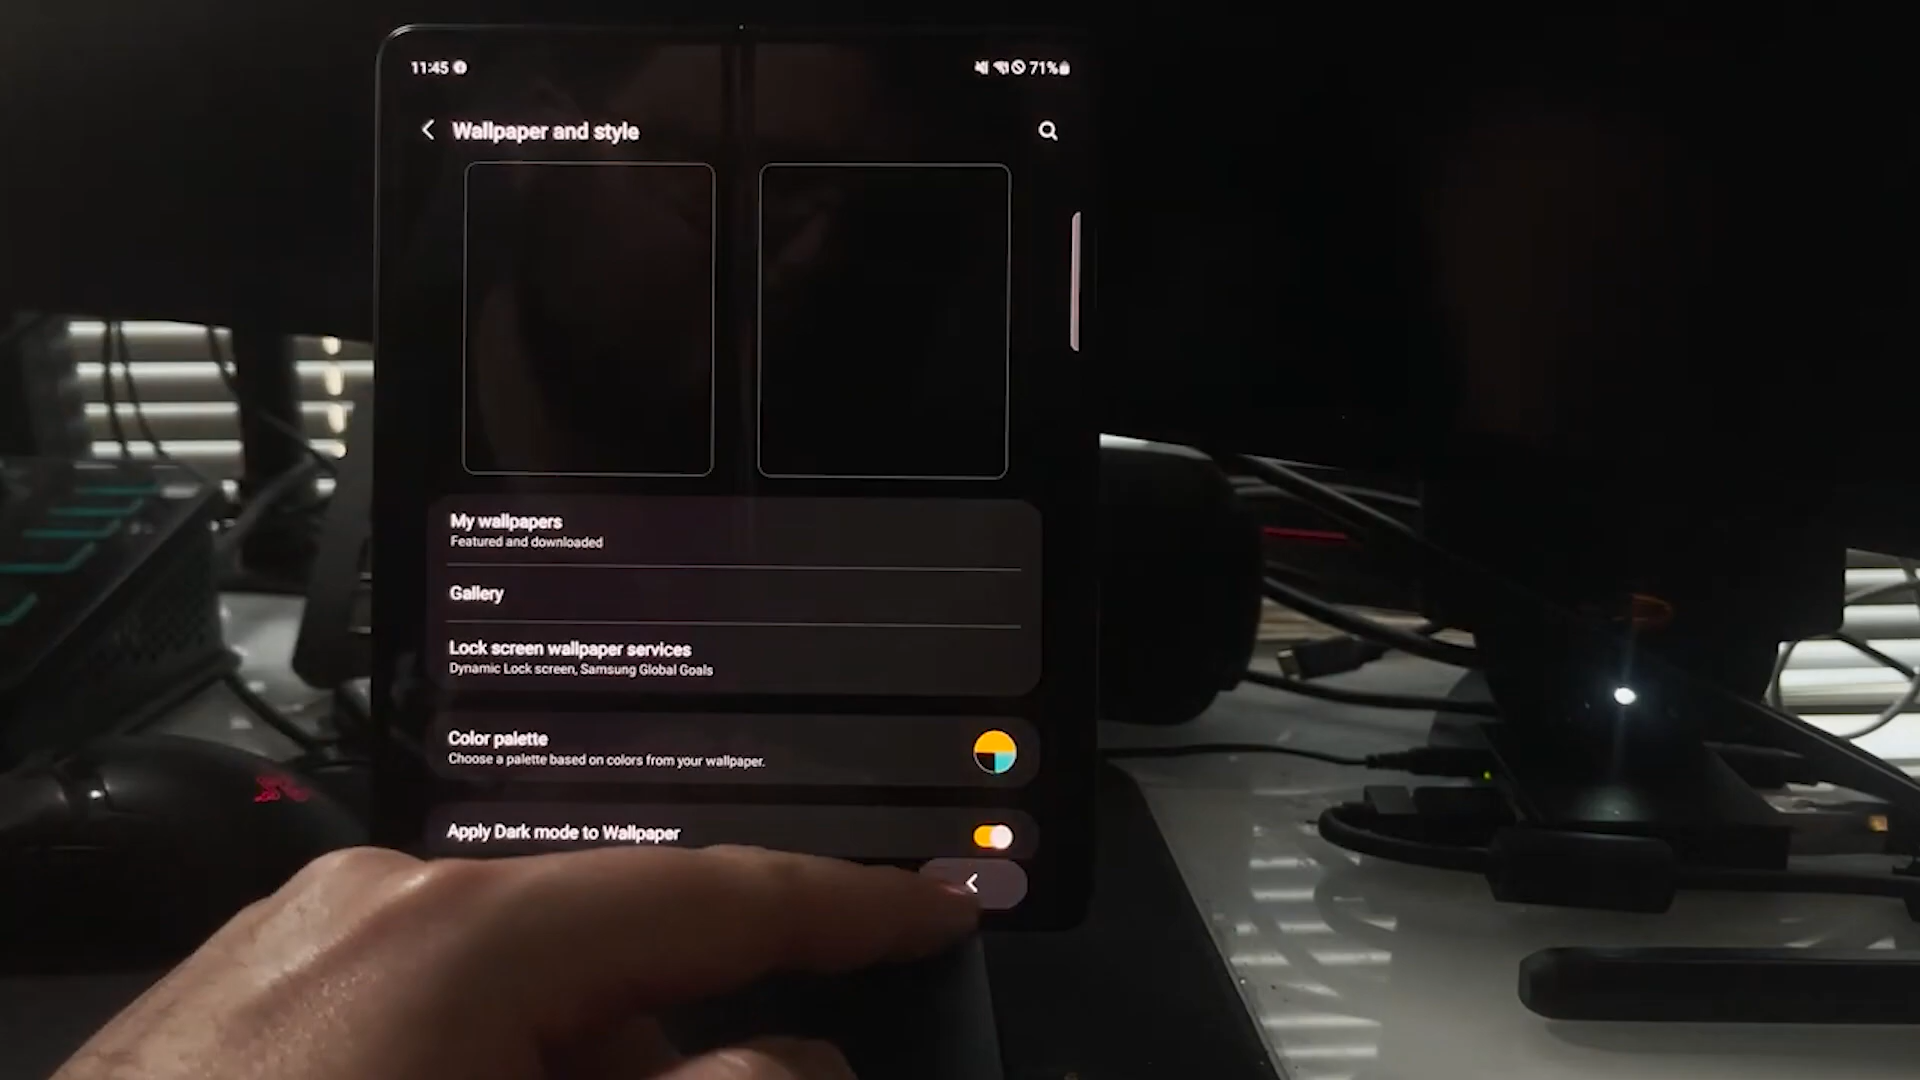 11:45
71%
Wallpaper and style
My wallpapers
Featured and downloaded
Gallery
Lock screen wallpaper services
Dynamic Lock screen, Samsung Global Goals
Color palette
Choose a palette based on colors from your wallpaper.
Apply Dark mode to Wallpaper